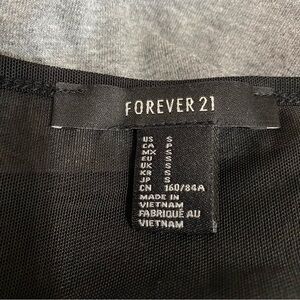 FOREVER 21
US S
CA P
MX S
EU S
UK S
KR S
JP S
CN 160/84A
MADE IN
VIETNAM
FABRIQUÉ AU
VIETNAM